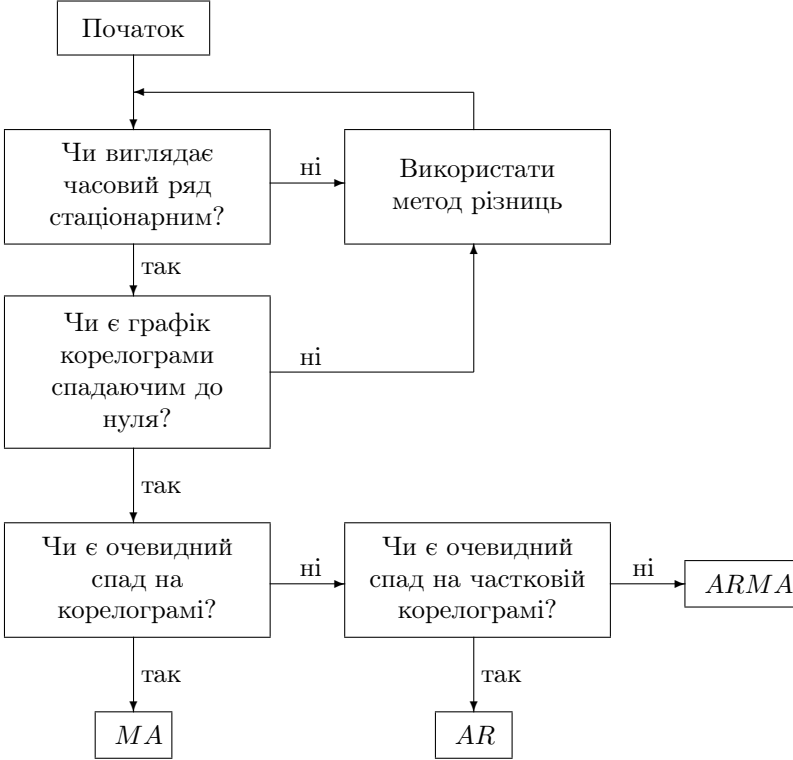 Початок
Чи виглядає
часовий ряд
стаціонарним?
ні
Використати
метод різниць
так
Чи є графік
корелограми
спадаючим до
нуля?
ні
так
Чи є очевидний
спад на
корелограмі?
ні
Чи є очевидний
спад на частковій
корелограмі?
ні
ARMA
так
так
MA
AR